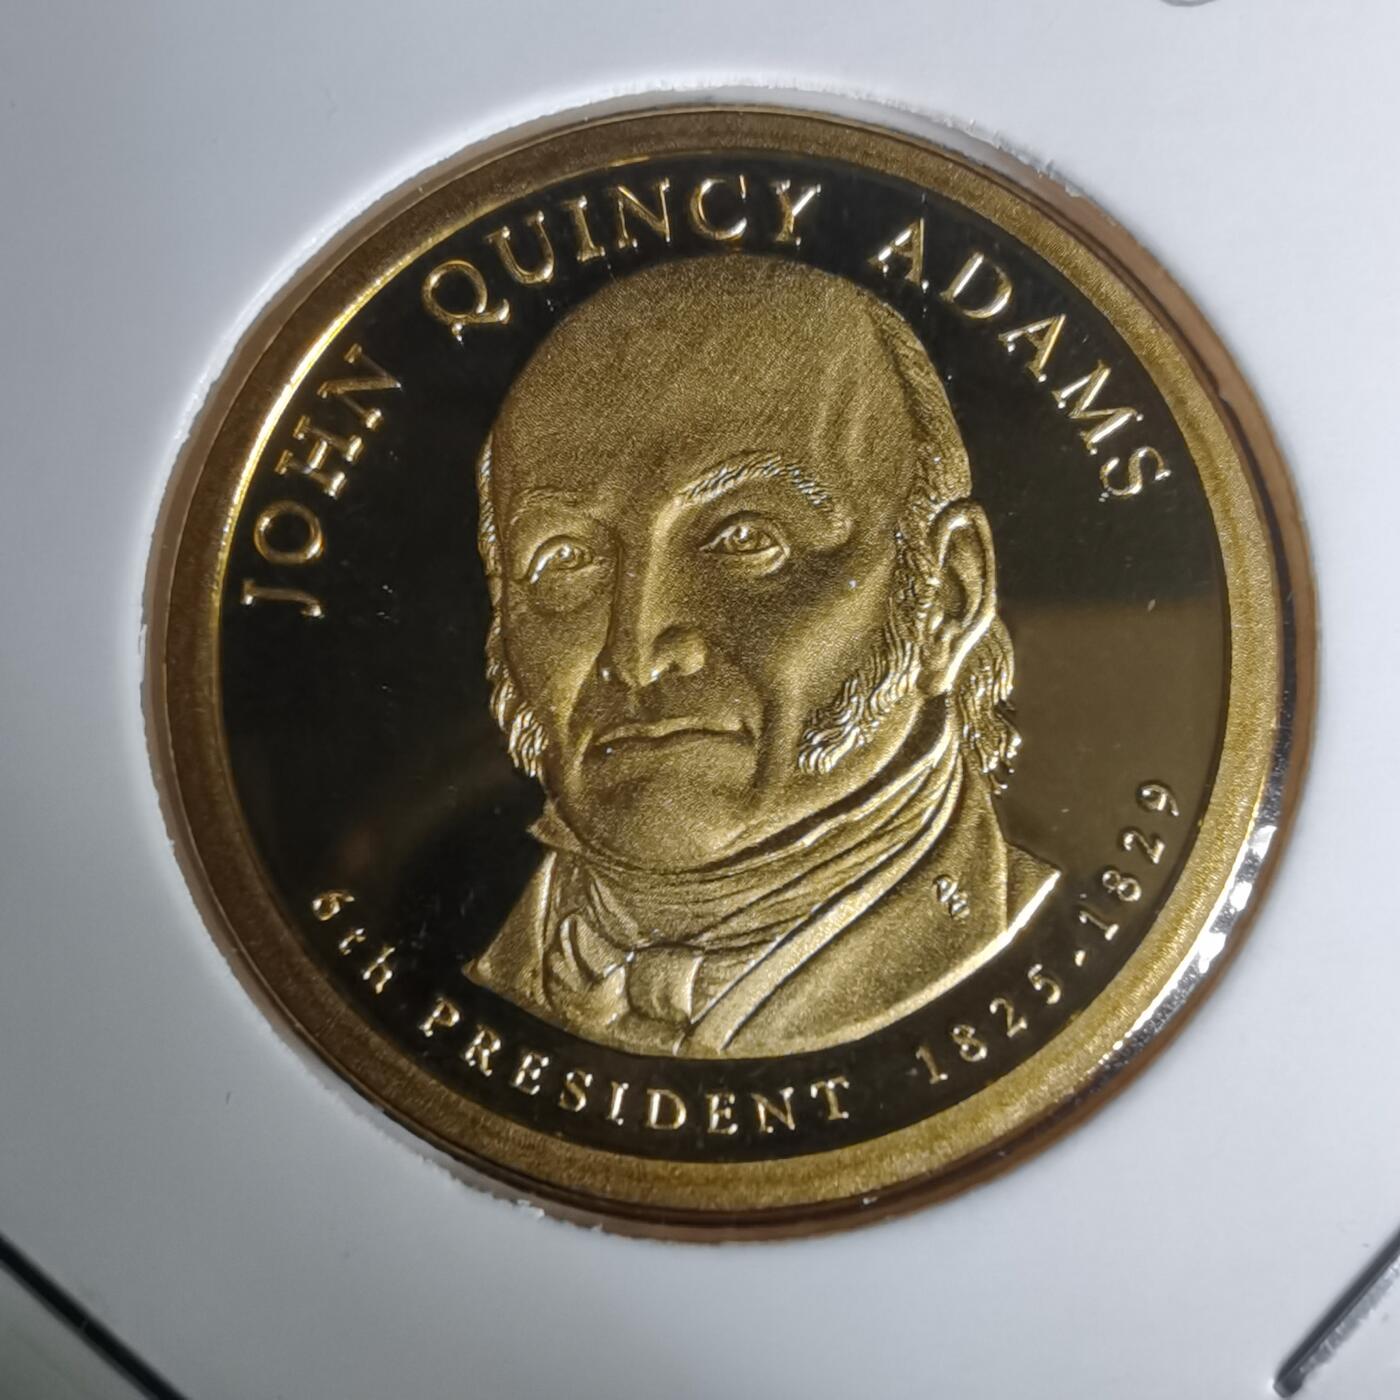 JOHN QUINCY ADAMS
6th PRESIDENT 1825-1829